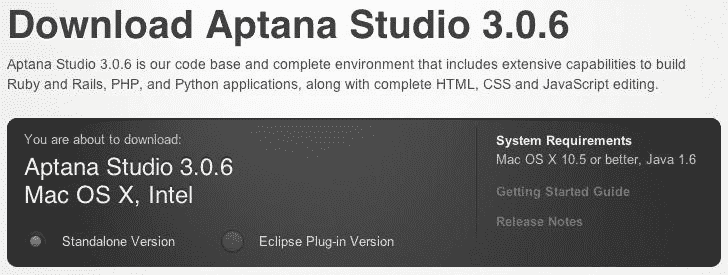 Download Aptana Studio 3.0.6
Aptana Studio 3.0.6 is our code base and complete environment that includes extensive capabilities to build
Ruby and Rails, PHP, and Python applications, along with complete HTML, CSS and JavaScript editing.
You are about to download:
Aptana Studio 3.0.6
Mac OS X, Intel
Standalone Version
Eclipse Plug-in Version
System Requirements
Mac OS X 10.5 or better, Java 1.6
Getting Started Guide
Release Notes